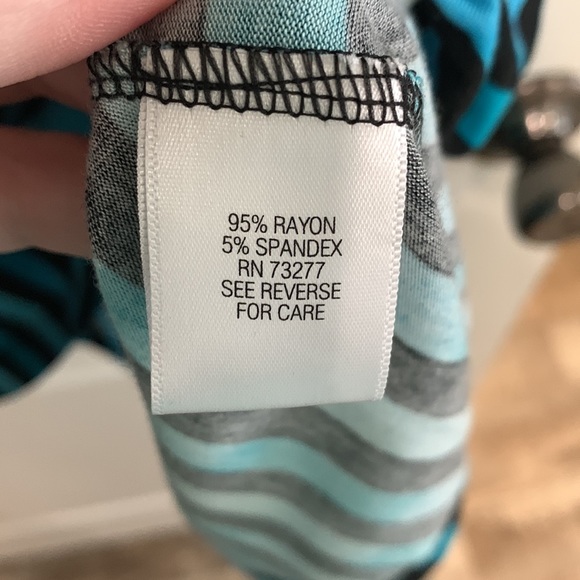 95% RAYON
5% SPANDEX
RN 73277
SEE REVERSE
FOR CARE